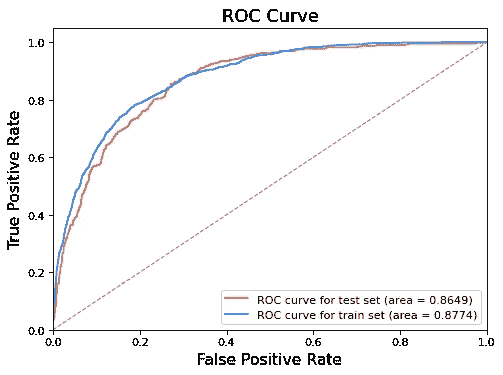 ROC Curve
True Positive Rate
1.0
0.8
0.6
0.4
0.2
0.0
ROC curve for test set (area = 0.8649)
ROC curve for train set (area = 0.8774)
0.0 0.2 0.4 0.6 0.8 1.0
False Positive Rate